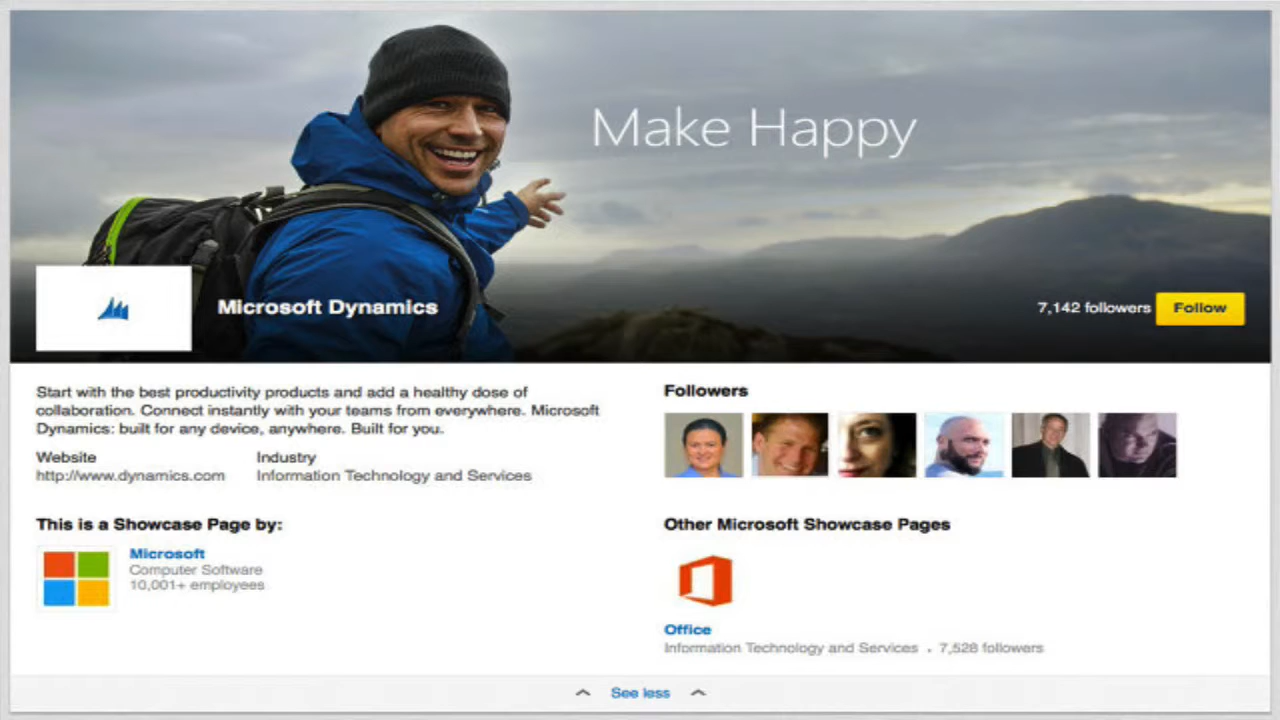 Make Happy
Microsoft Dynamics
7,142 followers
Follow
Start with the best productivity products and add a healthy dose of
collaboration. Connect instantly with your teams from everywhere. Microsoft
Dynamics: built for any device, anywhere. Built for you.
Website
http://www.dynamics.com
Industry
Information Technology and Services
Followers
This is a Showcase Page by:
Microsoft
Computer Software
10,001+ employees
Other Microsoft Showcase Pages
Office
Information Technology and Services . 7,528 followers
See less